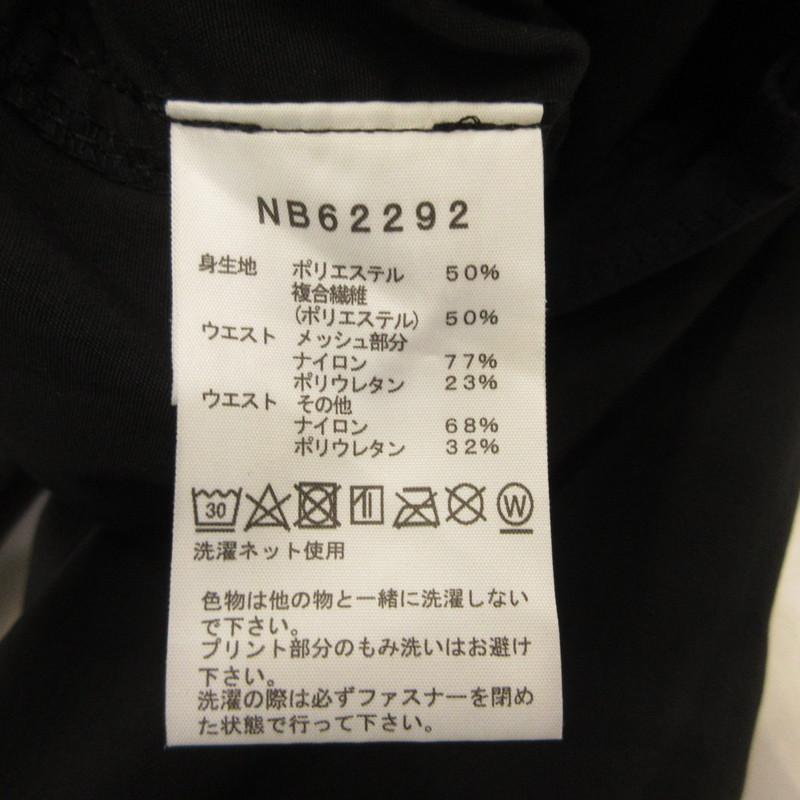 NB62292
身生地 ポリエステル 50%
複合繊維
(ポリエステル) 50%
ウエスト メッシュ部分
ナイロン 77%
ポリウレタン 23%
ウエスト その他
ナイロン 68%
ポリウレタン 32%
30 W
洗濯ネット使用
色物は他の物と一緒に洗濯しない
で下さい。
プリント部分のもみ洗いはお避け
下さい。
洗濯の際は必ずファスナーを閉め
た状態で行って下さい。